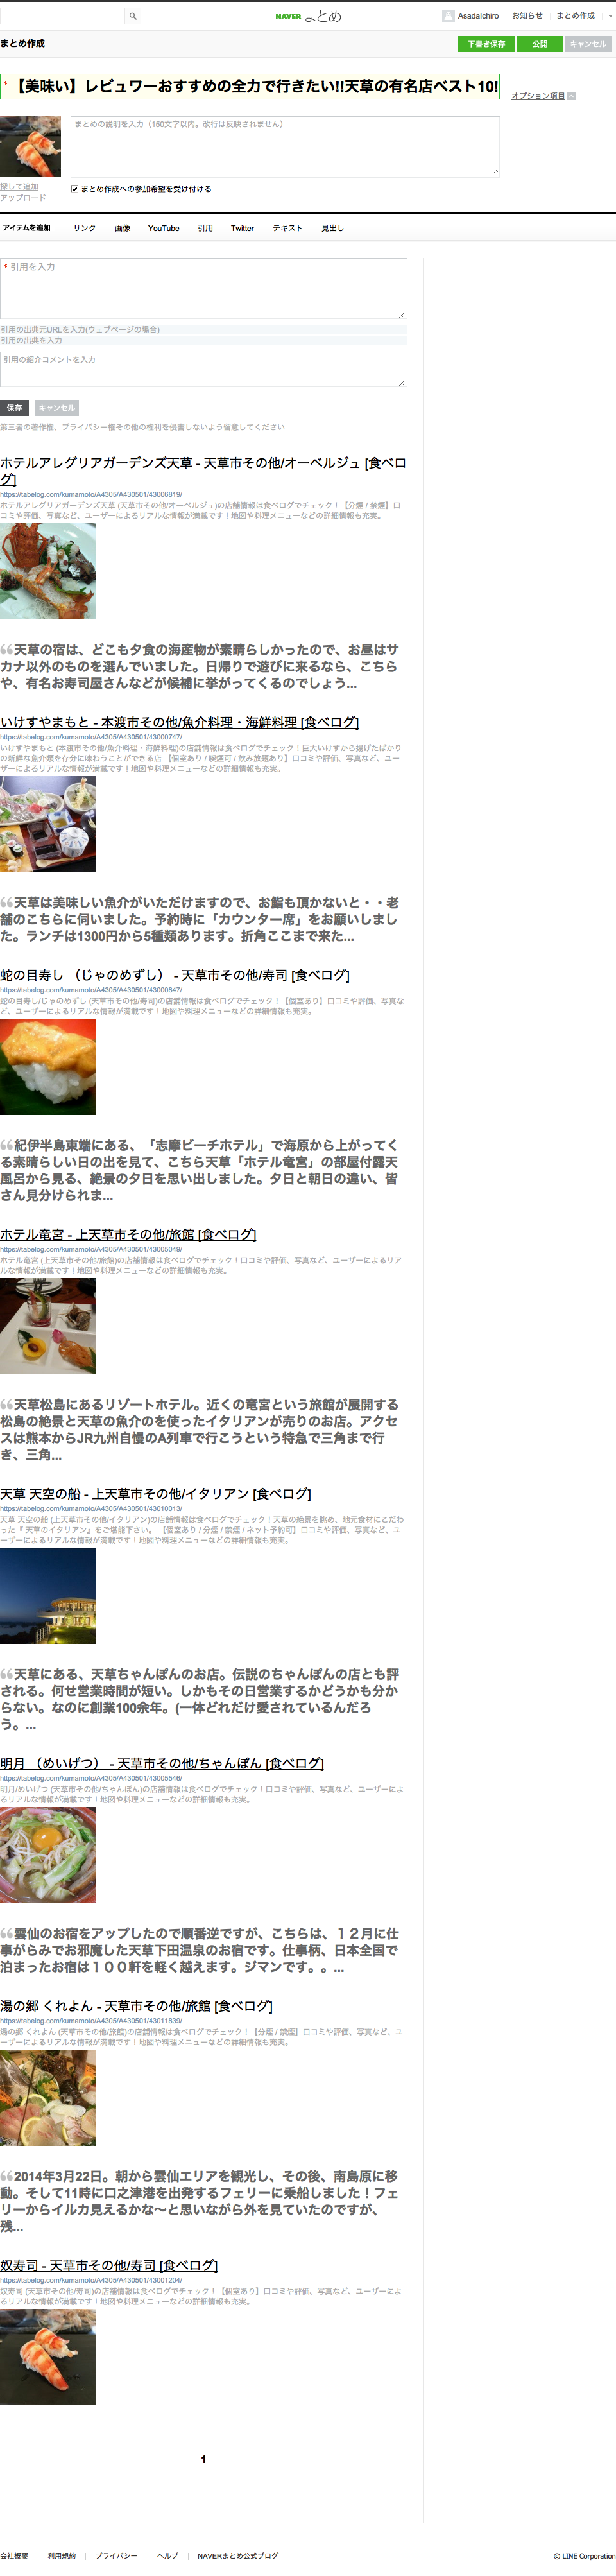 NAVER まとめ
AsadaIchiro お知らせ まとめ作成
まとめ作成
下書き保存 公開 キャンセル
* 【美味い】レビュワーおすすめの全力で行きたい!!天草の有名店ベスト10!
オプション項目
まとめの説明を入力（150文字以内。改行は反映されません）
探して追加
アップロード
まとめ作成への参加希望を受け付ける
アイテムを追加 リンク 画像 YouTube 引用 Twitter テキスト 見出し
* 引用を入力
引用の出典元URLを入力(ウェブページの場合)
引用の出典を入力
引用の紹介コメントを入力
保存 キャンセル
第三者の著作権、プライバシー権その他の権利を侵害しないよう留意してください
ホテルアレグリアガーデンズ天草 - 天草市その他/オーベルジュ [食べロ
グ]
https://tabelog.com/kumamoto/A4305/A430501/43006819/
ホテルアレグリアガーデンズ天草 (天草市その他/オーベルジュ)の店舗情報は食べログでチェック！【分煙 / 禁煙】口
コミや評価、写真など、ユーザーによるリアルな情報が満載です！地図や料理メニューなどの詳細情報も充実。
天草の宿は、どこも夕食の海産物が素晴らしかったので、お昼はサ
カナ以外のものを選んでいました。日帰りで遊びに来るなら、こちら
や、有名お寿司屋さんなどが候補に挙がってくるのでしょう...
いけすやまもと - 本渡市その他/魚介料理・海鮮料理 [食べログ]
https://tabelog.com/kumamoto/A4305/A430501/43000747/
いけすやまもと (本渡市その他/魚介料理・海鮮料理)の店舗情報は食べログでチェック！巨大いけすから揚げたばかり
の新鮮な魚介類を存分に味わうことができる店 【個室あり / 喫煙可 / 飲み放題あり】口コミや評価、写真など、ユー
ザーによるリアルな情報が満載です！地図や料理メニューなどの詳細情報も充実。
天草は美味しい魚介がいただけますので、お鮨も頂かないと・・老
舗のこちらに伺いました。予約時に「カウンター席」をお願いしまし
た。ランチは1300円から5種類あります。折角ここまで来た...
蛇の目寿し （じゃのめずし） - 天草市その他/寿司 [食べログ]
https://tabelog.com/kumamoto/A4305/A430501/43000847/
蛇の目寿し/じゃのめずし (天草市その他/寿司)の店舗情報は食べログでチェック！【個室あり】口コミや評価、写真な
ど、ユーザーによるリアルな情報が満載です！地図や料理メニューなどの詳細情報も充実。
紀伊半島東端にある、「志摩ビーチホテル」で海原から上がってく
る素晴らしい日の出を見て、こちら天草「ホテル竜宮」の部屋付露天
風呂から見る、絶景の夕日を思い出しました。夕日と朝日の違い、皆
さん見分けられま...
ホテル竜宮 - 上天草市その他/旅館 [食べログ]
https://tabelog.com/kumamoto/A4305/A430501/43005049/
ホテル竜宮 (上天草市その他/旅館)の店舗情報は食べログでチェック！口コミや評価、写真など、ユーザーによるリア
ルな情報が満載です！地図や料理メニューなどの詳細情報も充実。
天草松島にあるリゾートホテル。近くの竜宮という旅館が展開する
松島の絶景と天草の魚介のを使ったイタリアンが売りのお店。アクセ
スは熊本からJR九州自慢のA列車で行こうという特急で三角まで行
き、三角...
天草 天空の船 - 上天草市その他/イタリアン [食べログ]
https://tabelog.com/kumamoto/A4305/A430501/43010013/
天草 天空の船 (上天草市その他/イタリアン)の店舗情報は食べログでチェック！天草の絶景を眺め、地元食材にこだわ
った『 天草のイタリアン』をご堪能下さい。 【個室あり / 分煙 / 禁煙 / ネット予約可】口コミや評価、写真など、ユ
ーザーによるリアルな情報が満載です！地図や料理メニューなどの詳細情報も充実。
天草にある、天草ちゃんぽんのお店。伝説のちゃんぽんの店とも評
される。何せ営業時間が短い。しかもその日営業するかどうかも分か
らない。なのに創業100余年。(一体どれだけ愛されているんだろ
う。...
明月 （めいげつ） - 天草市その他/ちゃんぽん [食べログ]
https://tabelog.com/kumamoto/A4305/A430501/43005546/
明月/めいげつ (天草市その他/ちゃんぽん)の店舗情報は食べログでチェック！口コミや評価、写真など、ユーザーによ
るリアルな情報が満載です！地図や料理メニューなどの詳細情報も充実。
雲仙のお宿をアップしたので順番逆ですが、こちらは、１２月に仕
事がらみでお邪魔した天草下田温泉のお宿です。仕事柄、日本全国で
泊まったお宿は１００軒を軽く越えます。ジマンです。。...
湯の郷 くれよん - 天草市その他/旅館 [食べログ]
https://tabelog.com/kumamoto/A4305/A430501/43011839/
湯の郷 くれよん (天草市その他/旅館)の店舗情報は食べログでチェック！【分煙 / 禁煙】口コミや評価、写真など、ユ
ーザーによるリアルな情報が満載です！地図や料理メニューなどの詳細情報も充実。
2014年3月22日。朝から雲仙エリアを観光し、その後、南島原に移
動。そして11時に口之津港を出発するフェリーに乗船しました！フェ
リーからイルカ見えるかな～と思いながら外を見ていたのですが、
残...
奴寿司 - 天草市その他/寿司 [食べログ]
https://tabelog.com/kumamoto/A4305/A430501/43001204/
奴寿司 (天草市その他/寿司)の店舗情報は食べログでチェック！【個室あり】口コミや評価、写真など、ユーザーによ
るリアルな情報が満載です！地図や料理メニューなどの詳細情報も充実。
1
会社概要 利用規約 プライバシー ヘルプ NAVERまとめ公式ブログ
© LINE Corporation